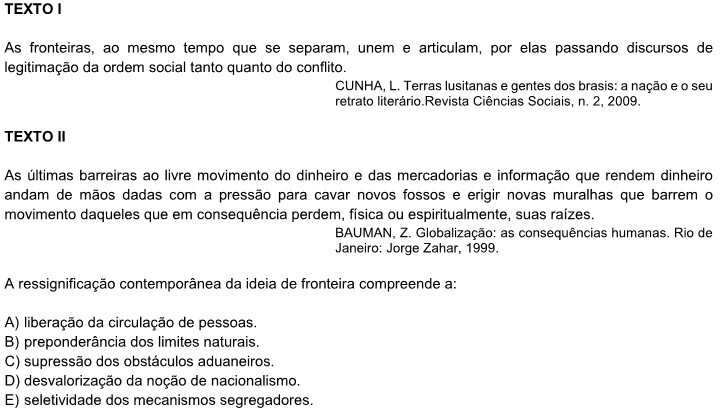 TEXTO I
As fronteiras, ao mesmo tempo que se separam, unem e articulam, por elas passando discursos de
legitimação da ordem social tanto quanto do conflito.
CUNHA, L. Terras lusitanas e gentes dos brasis: a nação e o seu
retrato literário.Revista Ciências Sociais, n. 2, 2009.
TEXTO II
As últimas barreiras ao livre movimento do dinheiro e das mercadorias e informação que rendem dinheiro
andam de mãos dadas com a pressão para cavar novos fossos e erigir novas muralhas que barrem o
movimento daqueles que em consequência perdem, física ou espiritualmente, suas raízes.
BAUMAN, Z. Globalização: as consequências humanas. Rio de
Janeiro: Jorge Zahar, 1999.
A ressignificação contemporânea da ideia de fronteira compreende a:
A) liberação da circulação de pessoas.
B) preponderância dos limites naturais.
C) supressão dos obstáculos aduaneiros.
D) desvalorização da noção de nacionalismo.
E) seletividade dos mecanismos segregadores.